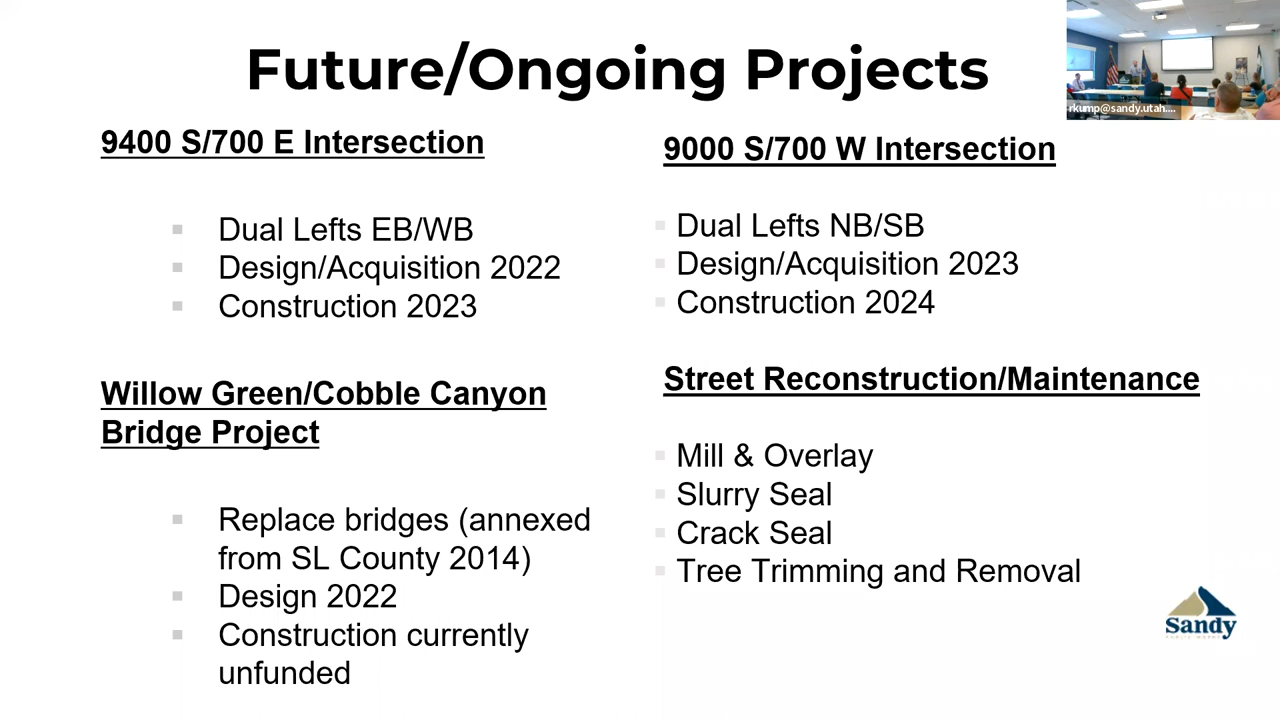 Future/Ongoing Projects
rkump@sandy.utah....
9400 S/700 E Intersection
Dual Lefts EB/WB
Design/Acquisition 2022
Construction 2023
Willow Green/Cobble Canyon
Bridge Project
Replace bridges (annexed
from SL County 2014)
Design 2022
Construction currently
unfunded
9000 S/700 W Intersection
Dual Lefts NB/SB
Design/Acquisition 2023
Construction 2024
Street Reconstruction/Maintenance
Mill & Overlay
Slurry Seal
Crack Seal
Tree Trimming and Removal
Sandy